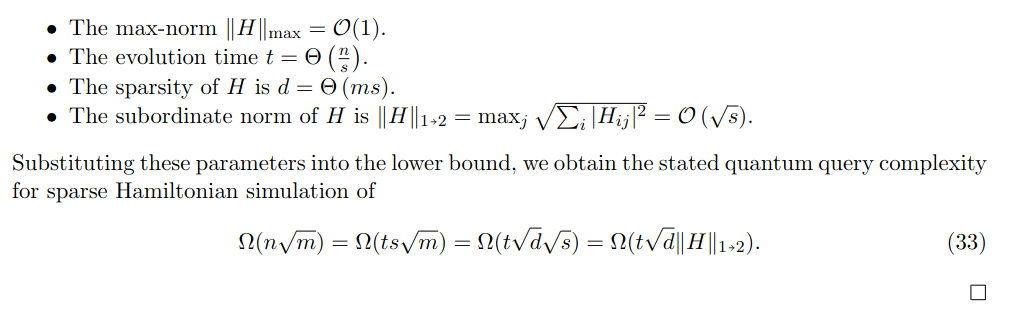 • The max-norm ‖H‖max = 𝒪(1).
• The evolution time t = Θ(n/s).
• The sparsity of H is d = Θ(ms).
• The subordinate norm of H is ‖H‖1→2 = maxj √(∑i |Hij|²) = 𝒪(√s).
Substituting these parameters into the lower bound, we obtain the stated quantum query complexity
for sparse Hamiltonian simulation of
Ω(n√m) = Ω(ts√m) = Ω(t√d√s) = Ω(t√d‖H‖1→2). (33)
□